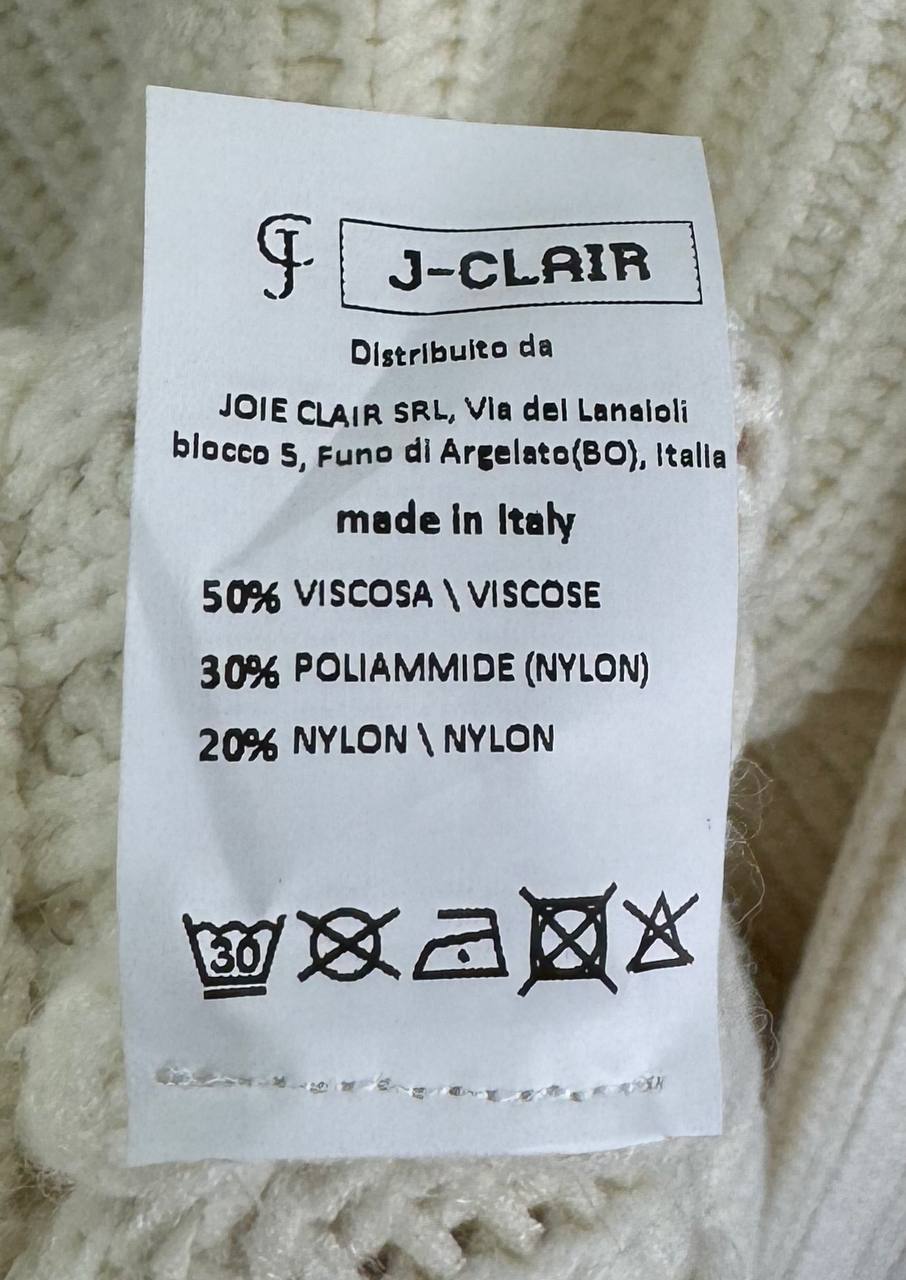 CJ J-CLAIR
Distribuito da
JOIE CLAIR SRL, Via dei Lanaioli
blocco 5, Funo di Argelato(BO), Italia
made in Italy
50% VISCOSA \ VISCOSE
30% POLIAMMIDE (NYLON)
20% NYLON \ NYLON
30